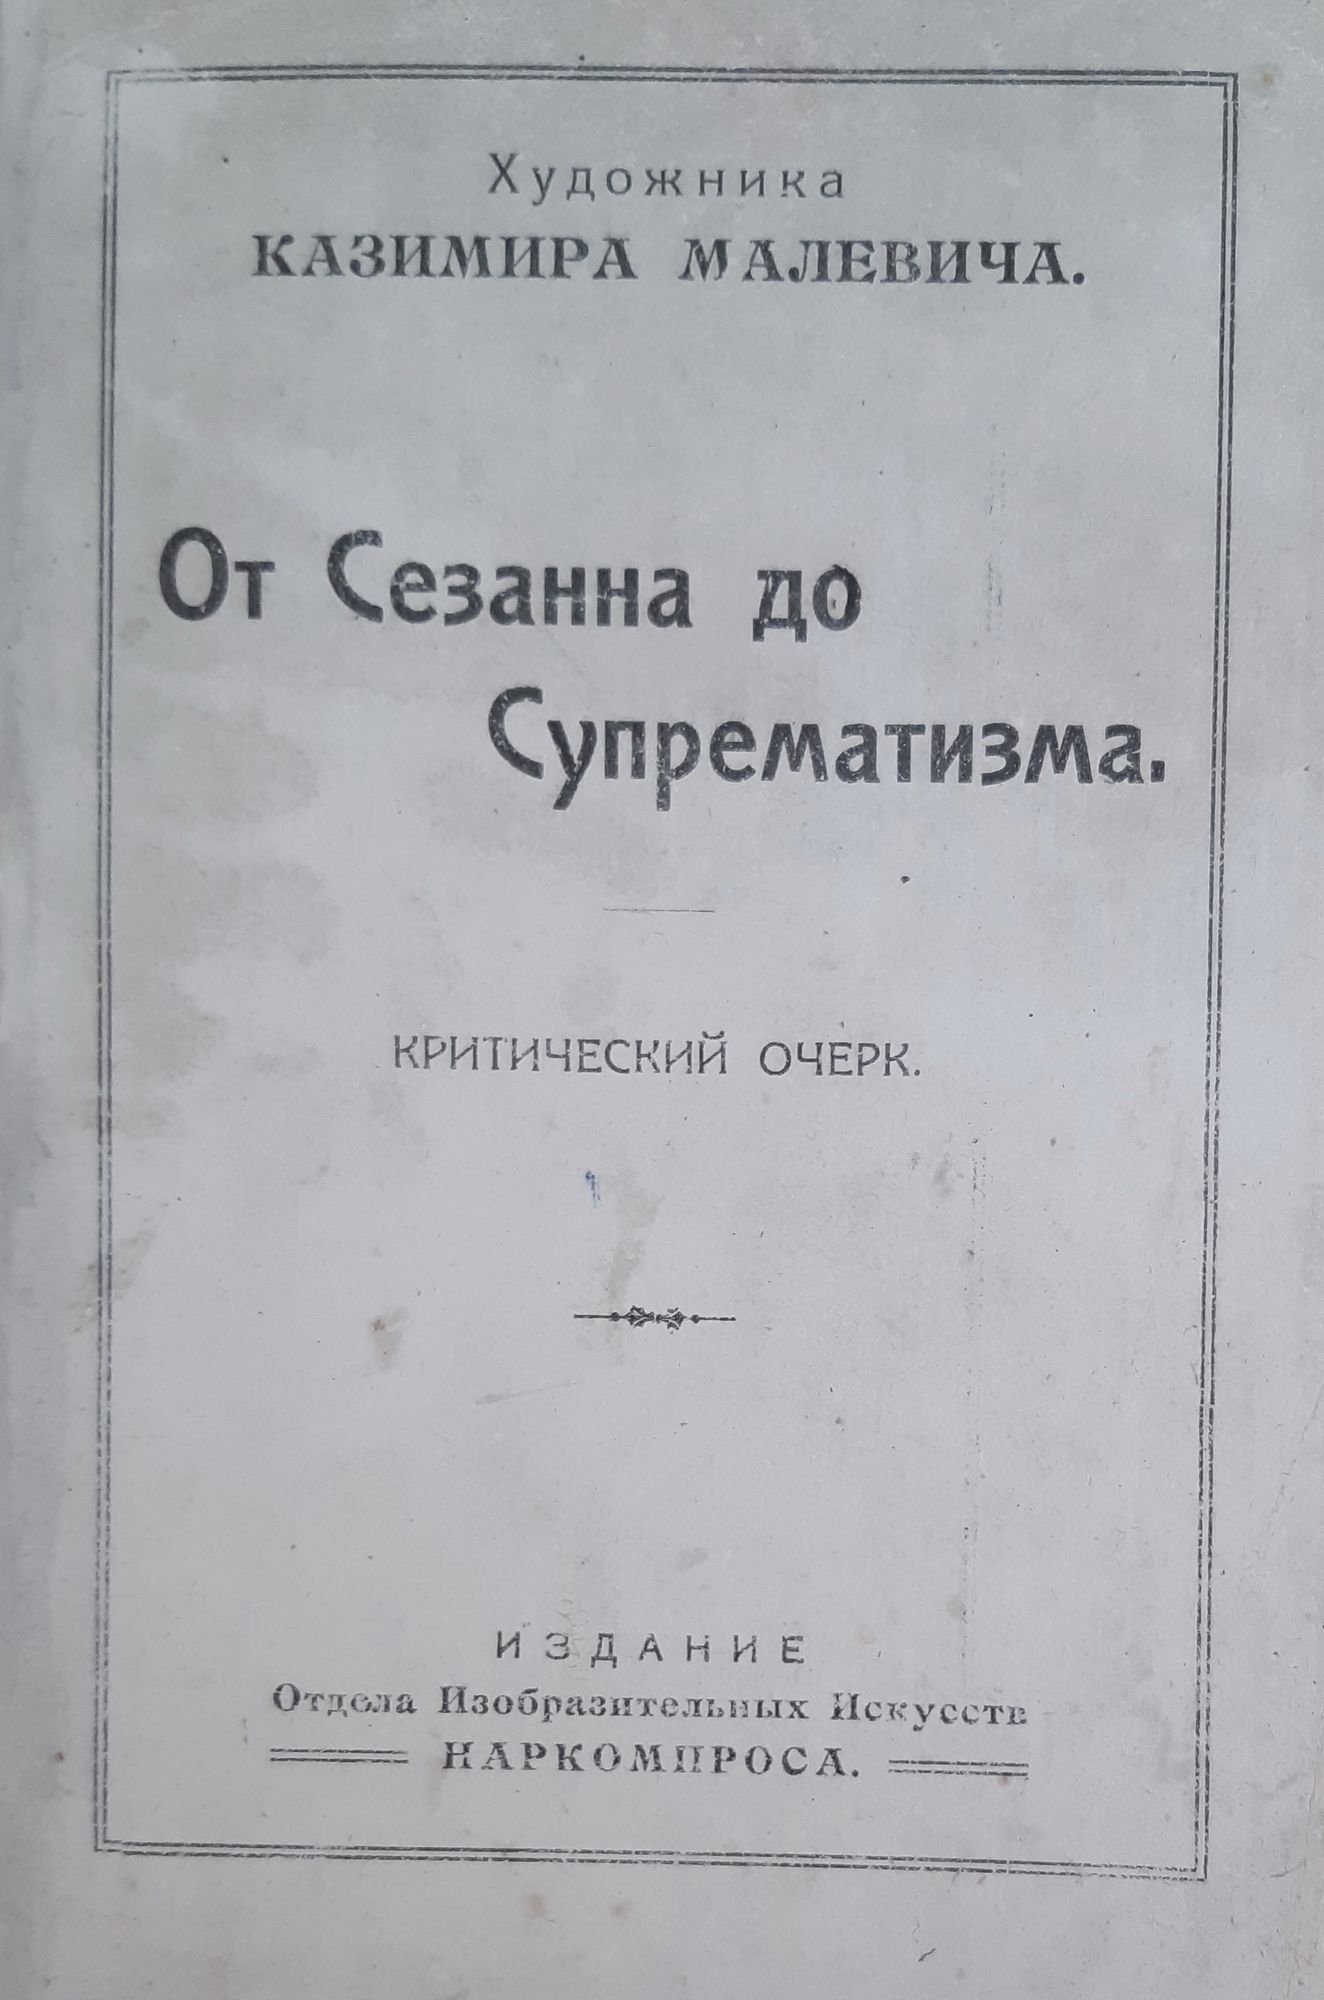 Художника
КАЗИМИРА МАЛЕВИЧА.
От Сезанна до
Супрематизма.
КРИТИЧЕСКИЙ ОЧЕРК.
ИЗДАНИЕ
Отдела Изобразительных Искусств
НАРКОМПРОСА.